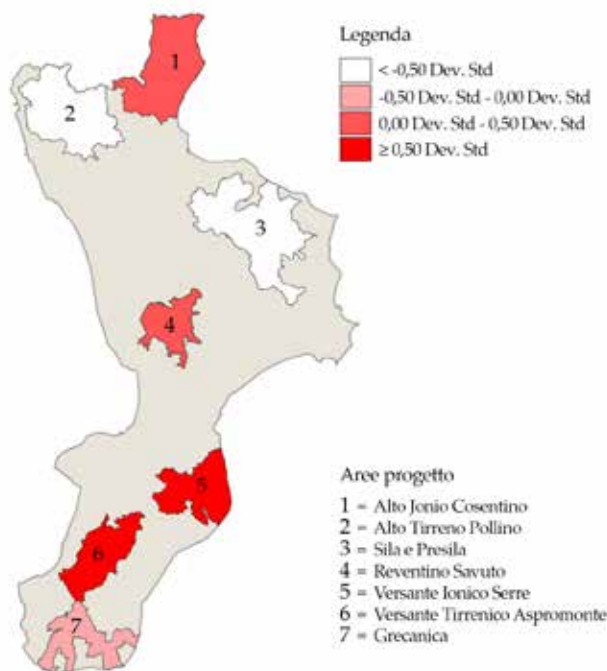 Legenda
< -0,50 Dev. Std
-0,50 Dev. Std - 0,00 Dev. Std
0,00 Dev. Std - 0,50 Dev. Std
≥ 0,50 Dev. Std
1
2
3
4
5
6
7
Aree progetto
1 = Alto Jonio Cosentino
2 = Alto Tirreno Pollino
3 = Sila e Presila
4 = Reventino Savuto
5 = Versante Ionico Serre
6 = Versante Tirrenico Aspromonte
7 = Grecanica